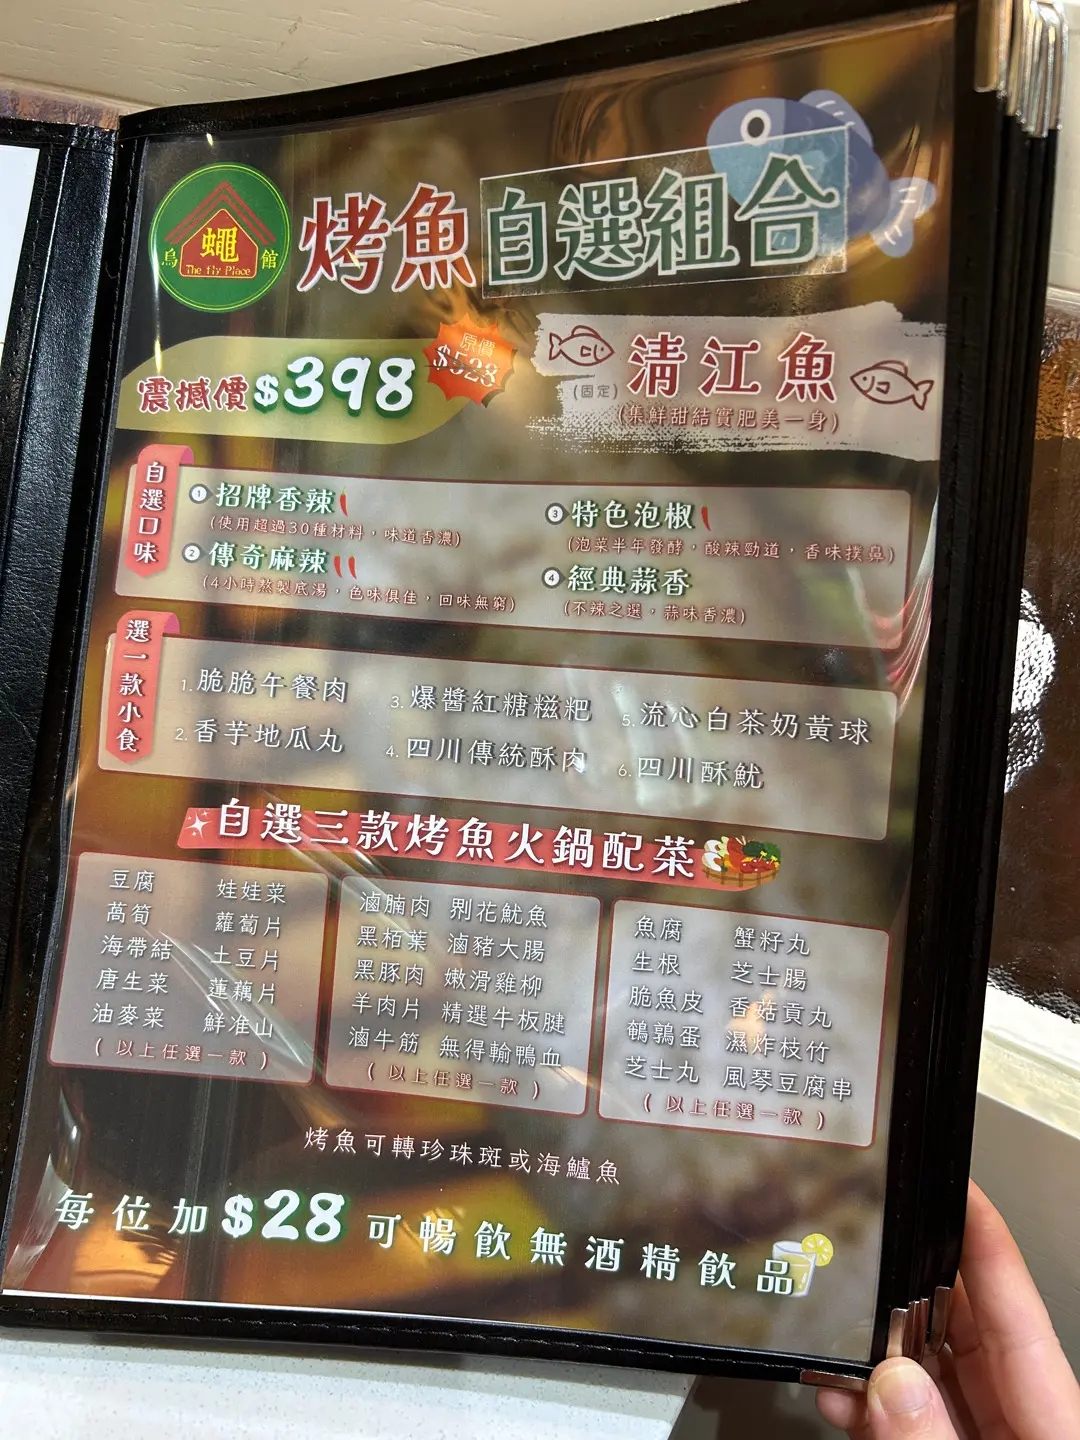 烤魚自選組合
鳥 蠅 館
The fly Place
震撼價$398
原價
$528
(固定)
清江魚
(集鮮甜結實肥美一身)
自選口味
① 招牌香辣
(使用超過30種材料，味道香濃)
② 傳奇麻辣
(4小時熬製底湯，色味俱佳，回味無窮)
③ 特色泡椒
(泡菜半年發酵，酸辣勁道，香味撲鼻)
④ 經典蒜香
(不辣之選，蒜味香濃)
選一款小食
1. 脆脆午餐肉
2. 香芋地瓜丸
3. 爆醬紅糖糍粑
4. 四川傳統酥肉
5. 流心白茶奶黃球
6. 四川酥魷
自選三款烤魚火鍋配菜
豆腐 娃娃菜
萵筍 蘿蔔片
海帶結 土豆片
唐生菜 蓮藕片
油麥菜 鮮准山
( 以上任選一款 )
滷腩肉 㓟花魷魚
黑栢葉 滷豬大腸
黑豚肉 嫩滑雞柳
羊肉片 精選牛板腱
滷牛筋 無得輸鴨血
( 以上任選一款 )
魚腐 蟹籽丸
生根 芝士腸
脆魚皮 香菇貢丸
鵪鶉蛋 濕炸枝竹
芝士丸 風琴豆腐串
( 以上任選一款 )
烤魚可轉珍珠斑或海鱸魚
每位加$28可暢飲無酒精飲品